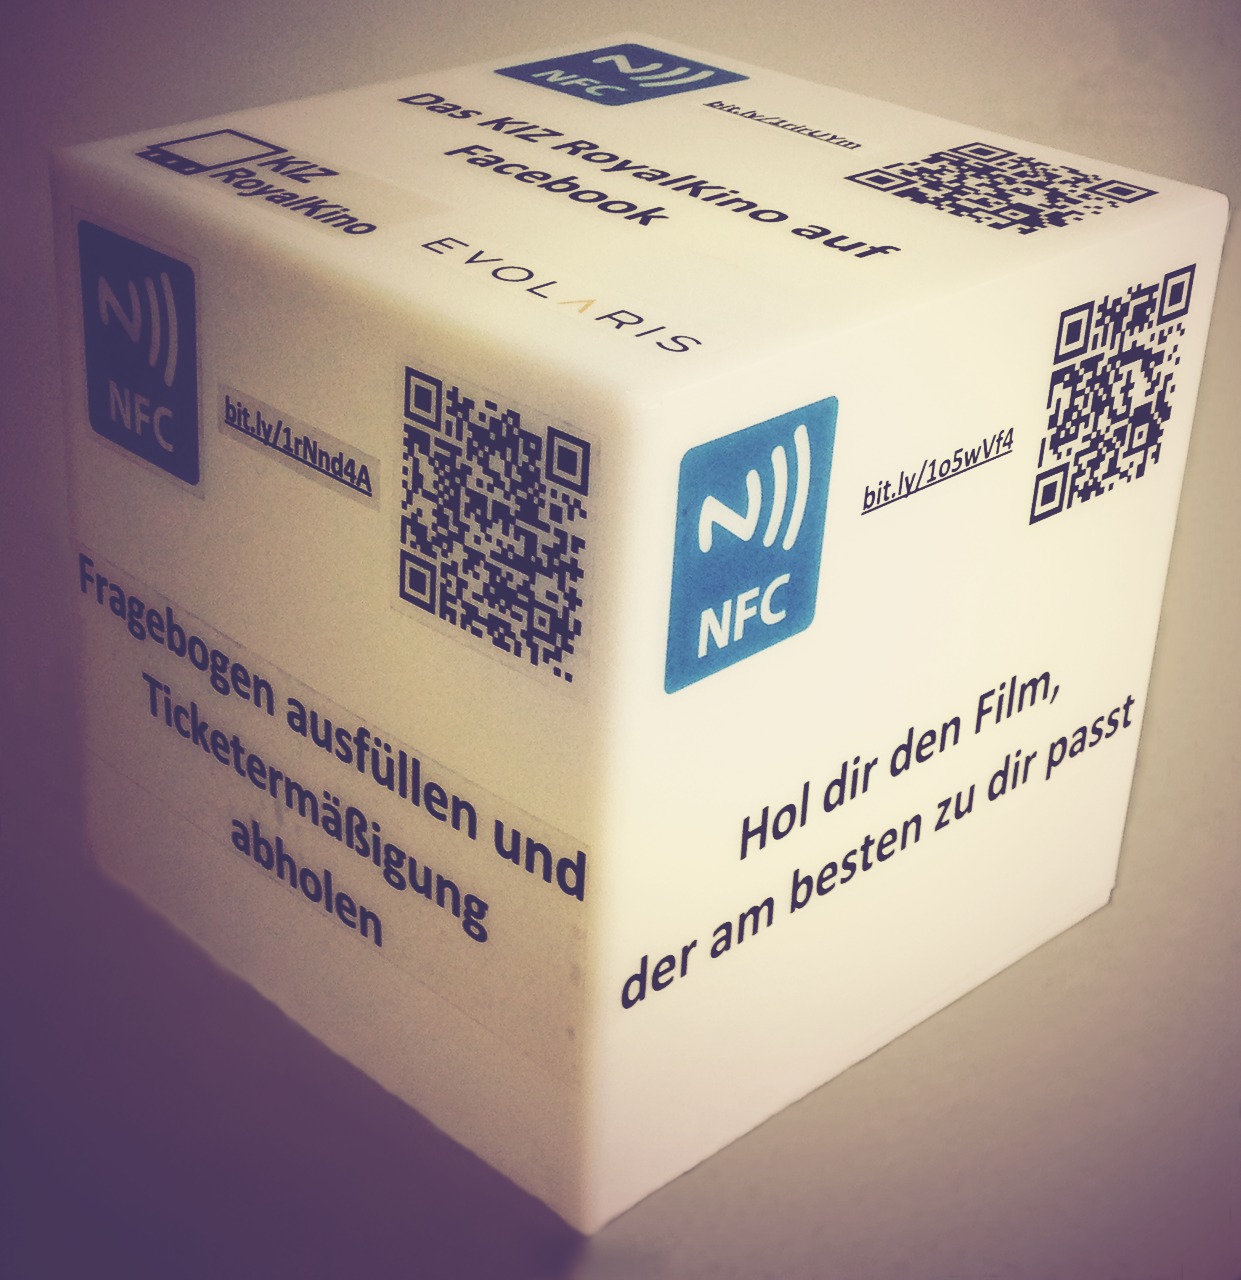 NFC
bit.ly/1rirUYm
Das KIZ RoyalKino auf
Facebook
KIZ
RoyalKino
EVOLARIS
NFC
bit.ly/1rNnd4A
Fragebogen ausfüllen und
Ticketermäßigung
abholen
NFC
bit.ly/1o5wVf4
Hol dir den Film,
der am besten zu dir passt